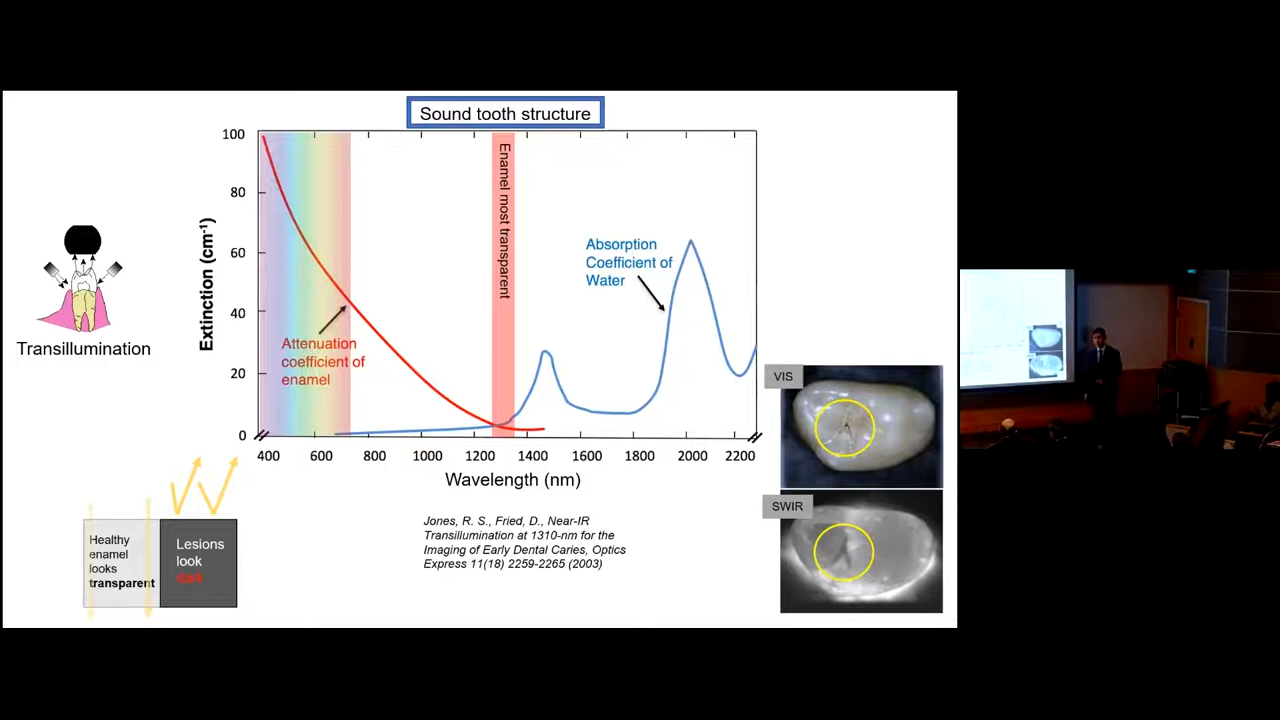 Sound tooth structure
100
80
60
40
20
0
Extinction (cm-1)
400 600 800 1000 1200 1400 1600 1800 2000 2200
Wavelength (nm)
Enamel most transparent
Attenuation
coefficient of
enamel
Absorption
Coefficient of
Water
Transillumination
Healthy
enamel
looks
transparent
Lesions
look
dark
Jones, R. S., Fried, D., Near-IR
Transillumination at 1310-nm for the
Imaging of Early Dental Caries, Optics
Express 11(18) 2259-2265 (2003)
VIS
SWIR